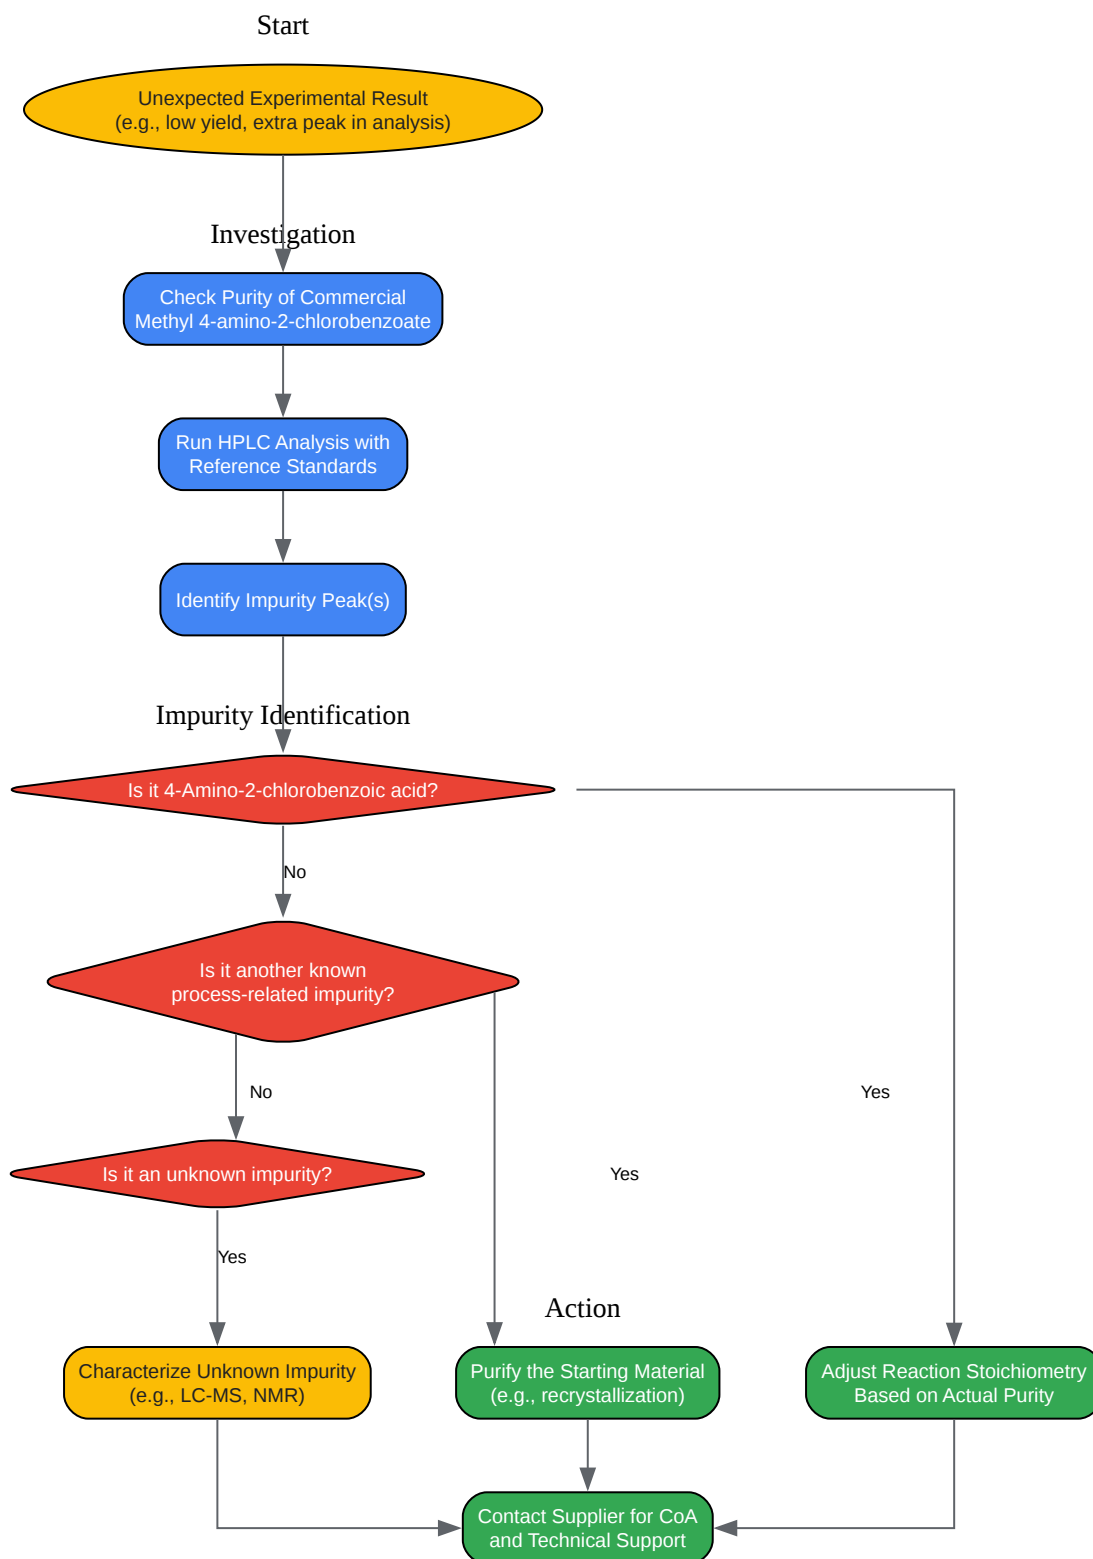 Start
Unexpected Experimental Result
(e.g., low yield, extra peak in analysis)
Investigation
Check Purity of Commercial
Methyl 4-amino-2-chlorobenzoate
Run HPLC Analysis with
Reference Standards
Identify Impurity Peak(s)
Impurity Identification
Is it 4-Amino-2-chlorobenzoic acid?
No
Is it another known
process-related impurity?
No
Yes
Is it an unknown impurity?
Yes
Yes
Action
Characterize Unknown Impurity
(e.g., LC-MS, NMR)
Purify the Starting Material
(e.g., recrystallization)
Adjust Reaction Stoichiometry
Based on Actual Purity
Contact Supplier for CoA
and Technical Support